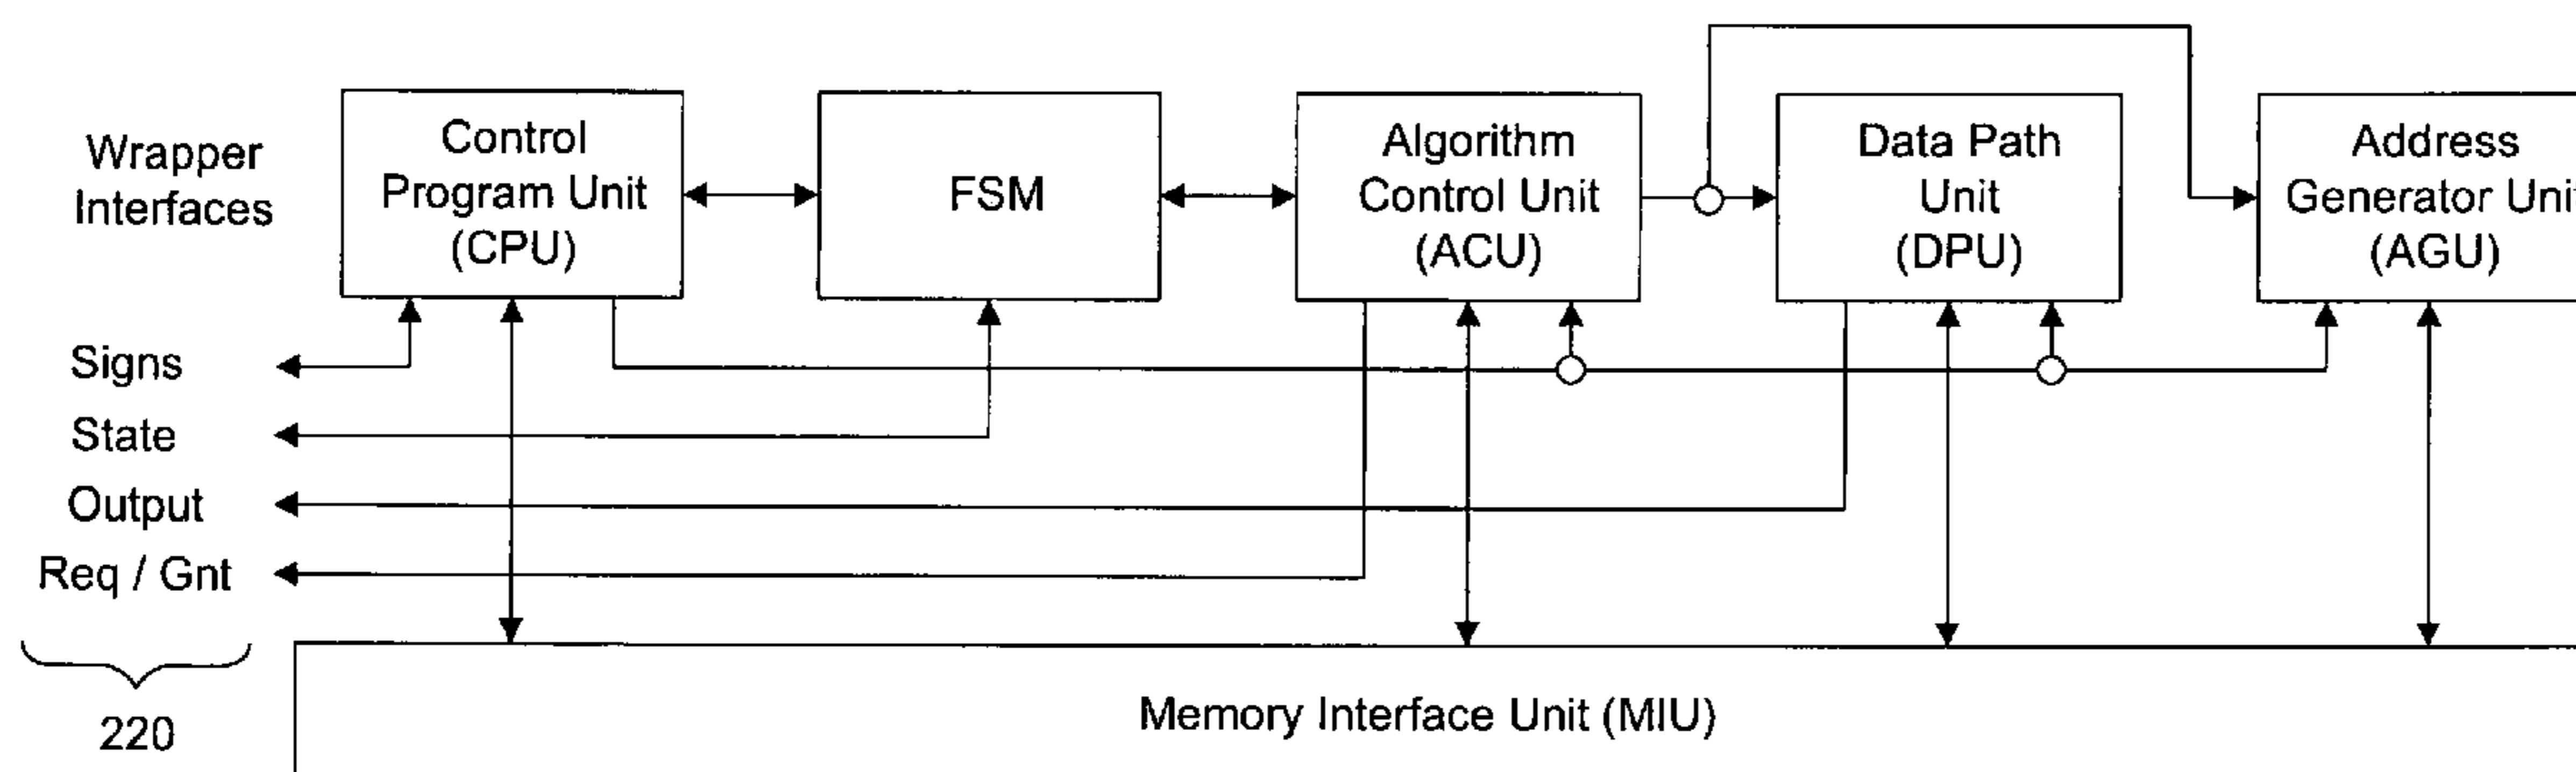 Wrapper
Interfaces
Control
Program Unit
(CPU)
FSM
Algorithm
Control Unit
(ACU)
Data Path
Unit
(DPU)
Address
Generator Unit
(AGU)
Signs
State
Output
Req / Gnt
220
Memory Interface Unit (MIU)